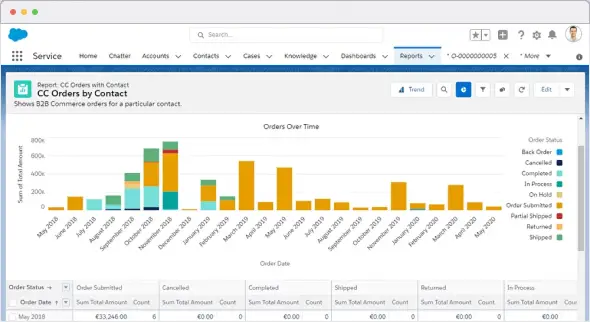 Search...
Service
Home Chatter Accounts Contacts Cases Knowledge Dashboards Reports * O-0000000005 * More
Report: CC Orders with Contact
CC Orders by Contact
Shows B2B Commerce orders for a particular contact.
Trend
Edit
Orders Over Time
Sum of Total Amount
800k
600k
400k
200k
0
May 2018
June 2018
July 2018
August 2018
September 2018
October 2018
November 2018
December 2018
January 2019
February 2019
March 2019
April 2019
May 2019
June 2019
July 2019
August 2019
September 2019
October 2019
November 2019
January 2020
February 2020
March 2020
April 2020
May 2020
Order Date
Order Status
Back Order
Cancelled
Completed
In Process
On Hold
Order Submitted
Partial Shipped
Returned
Shipped
Order Status Order Submitted Cancelled Completed Shipped Returned In Process
Order Date Sum Total Amount Count Sum Total Amount Count Sum Total Amount Count. Sum Total Amount Count. Sum Total Amount Count. Sum Total Amount
May 2018 €33,246.00 6 €0.00 0 €0.00 0 €0.00 0 €0.00 0 €0.00